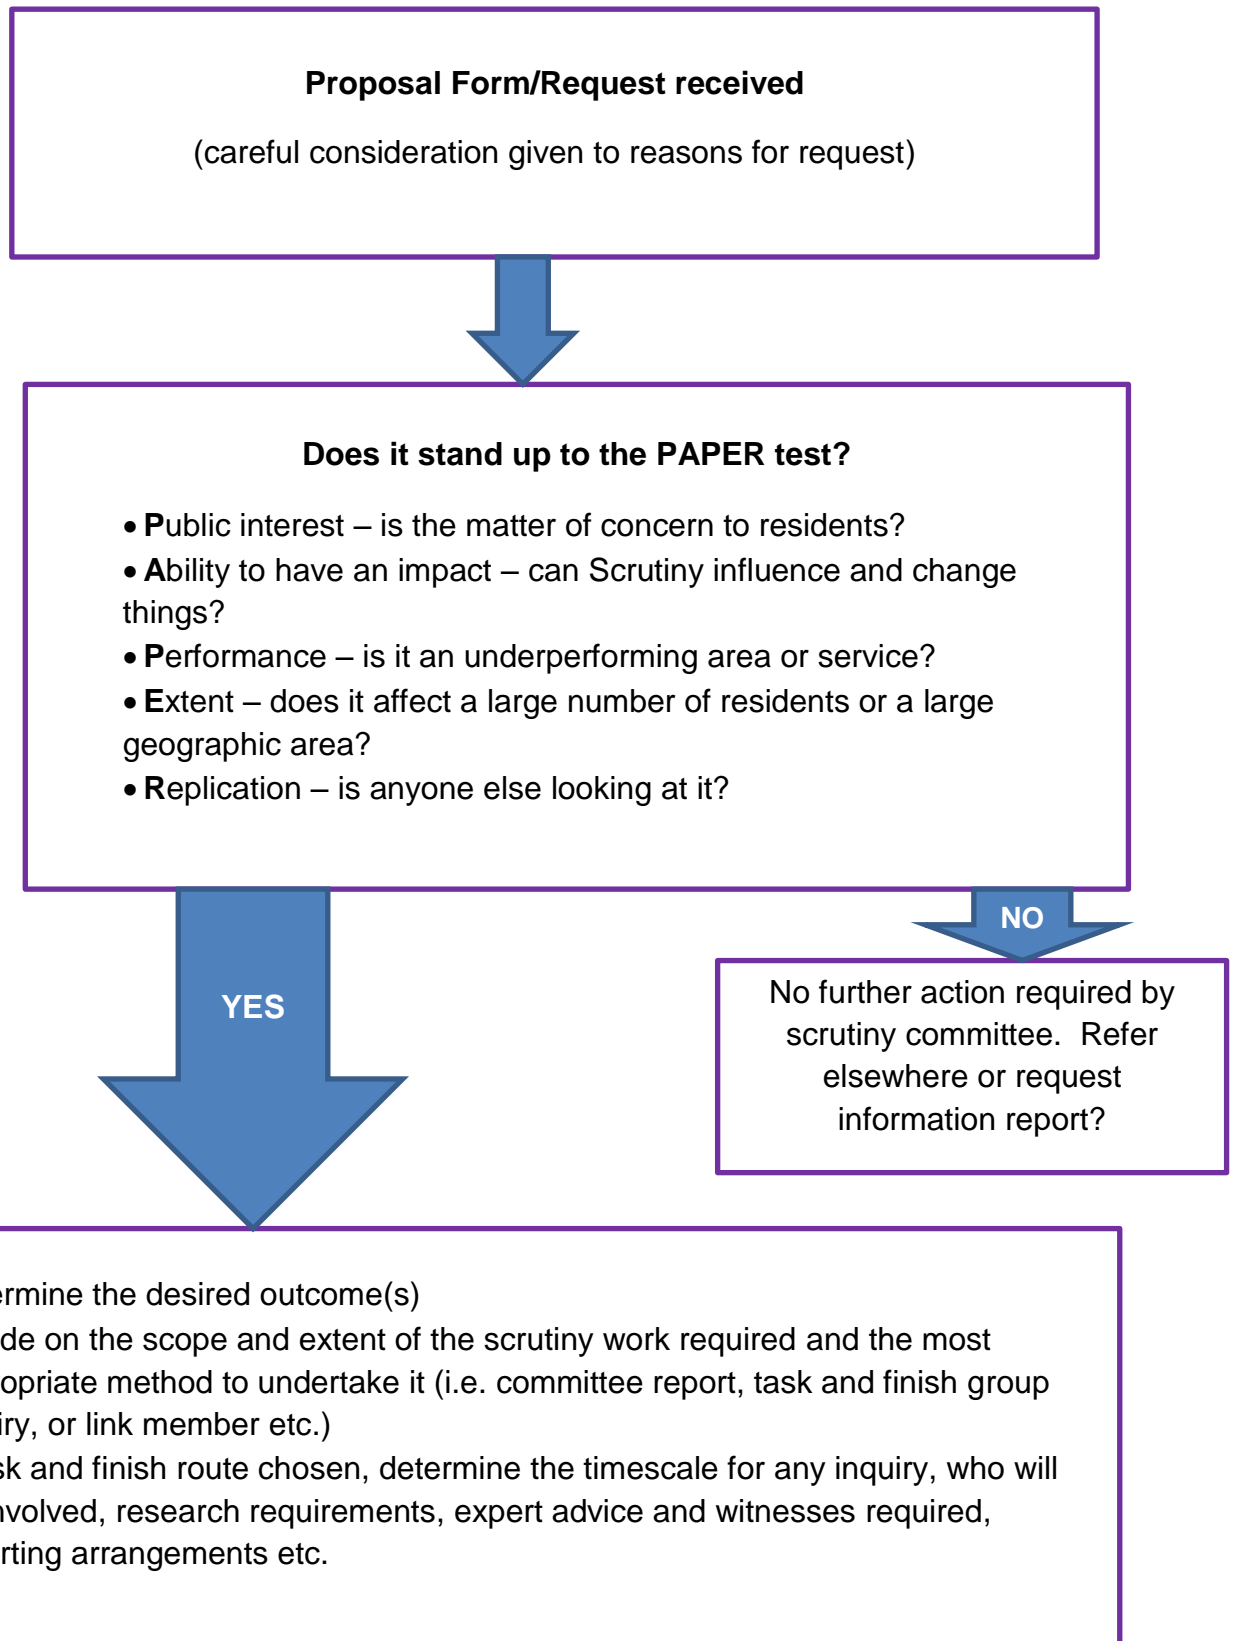 Proposal Form/Request received
(careful consideration given to reasons for request)
Does it stand up to the PAPER test?
• Public interest – is the matter of concern to residents?
• Ability to have an impact – can Scrutiny influence and change
things?
• Performance – is it an underperforming area or service?
• Extent – does it affect a large number of residents or a large
geographic area?
• Replication – is anyone else looking at it?
NO
YES
No further action required by
scrutiny committee.  Refer
elsewhere or request
information report?
ermine the desired outcome(s)
de on the scope and extent of the scrutiny work required and the most
opriate method to undertake it (i.e. committee report, task and finish group
iry, or link member etc.)
sk and finish route chosen, determine the timescale for any inquiry, who will
nvolved, research requirements, expert advice and witnesses required,
rting arrangements etc.